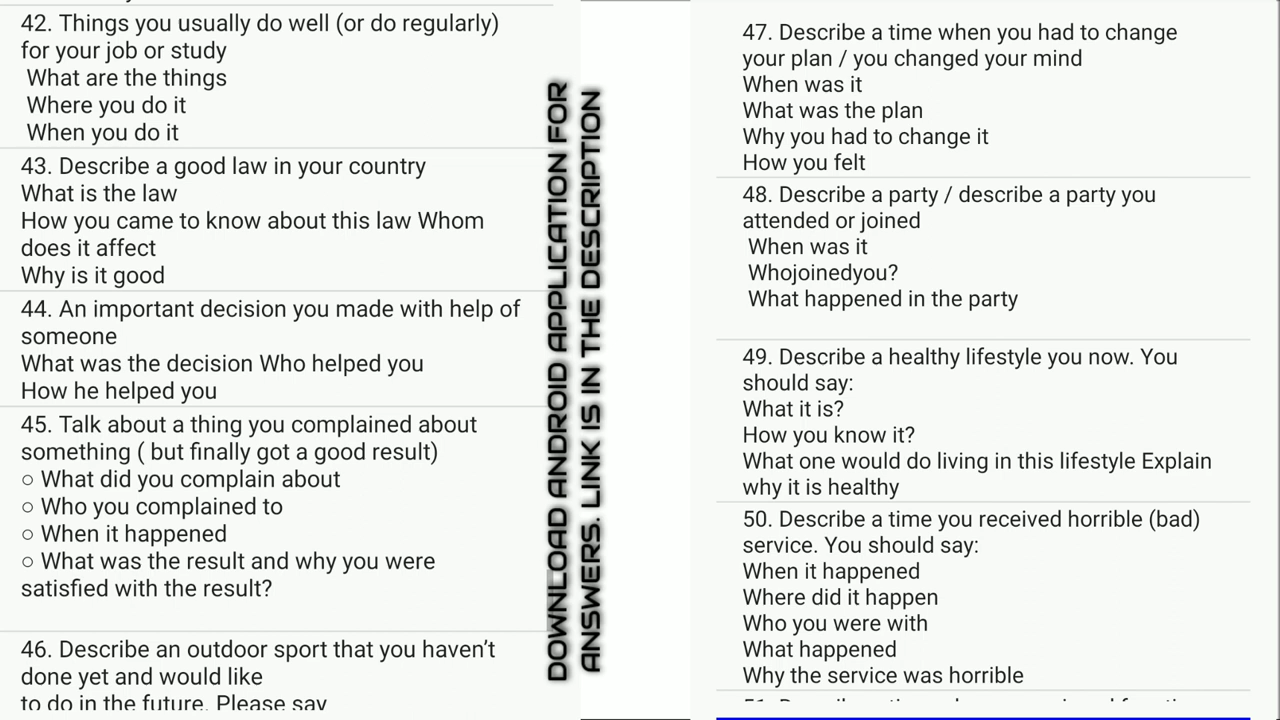 42. Things you usually do well (or do regularly)
for your job or study
What are the things
Where you do it
When you do it
43. Describe a good law in your country
What is the law
How you came to know about this law Whom
does it affect
Why is it good
44. An important decision you made with help of
someone
What was the decision Who helped you
How he helped you
45. Talk about a thing you complained about
something ( but finally got a good result)
○ What did you complain about
○ Who you complained to
○ When it happened
○ What was the result and why you were
satisfied with the result?
46. Describe an outdoor sport that you haven’t
done yet and would like
to do in the future. Please say
DOWNLOAD ANDROID APPLICATION FOR
ANSWERS. LINK IS IN THE DESCRIPTION
47. Describe a time when you had to change
your plan / you changed your mind
When was it
What was the plan
Why you had to change it
How you felt
48. Describe a party / describe a party you
attended or joined
When was it
Whojoinedyou?
What happened in the party
49. Describe a healthy lifestyle you now. You
should say:
What it is?
How you know it?
What one would do living in this lifestyle Explain
why it is healthy
50. Describe a time you received horrible (bad)
service. You should say:
When it happened
Where did it happen
Who you were with
What happened
Why the service was horrible